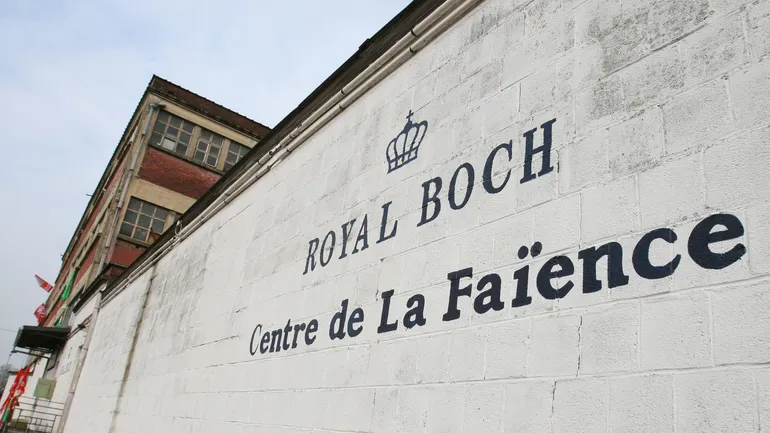 ROYAL BOCH
Centre de La Faïence